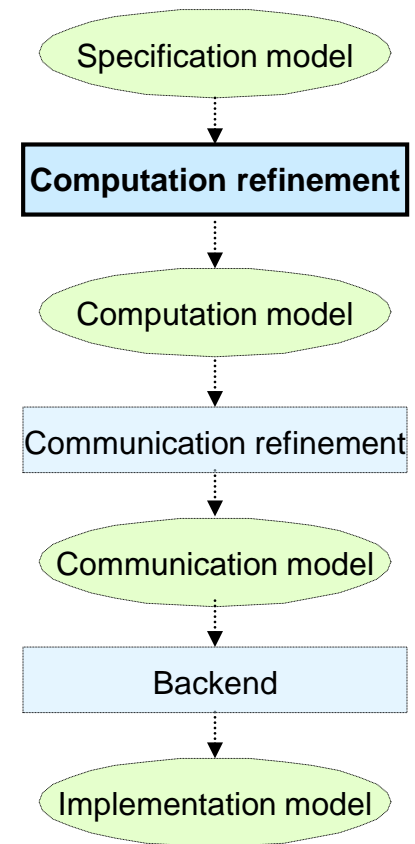 Specification model
Computation refinement
Computation model
Communication refinement
Communication model
Backend
Implementation model